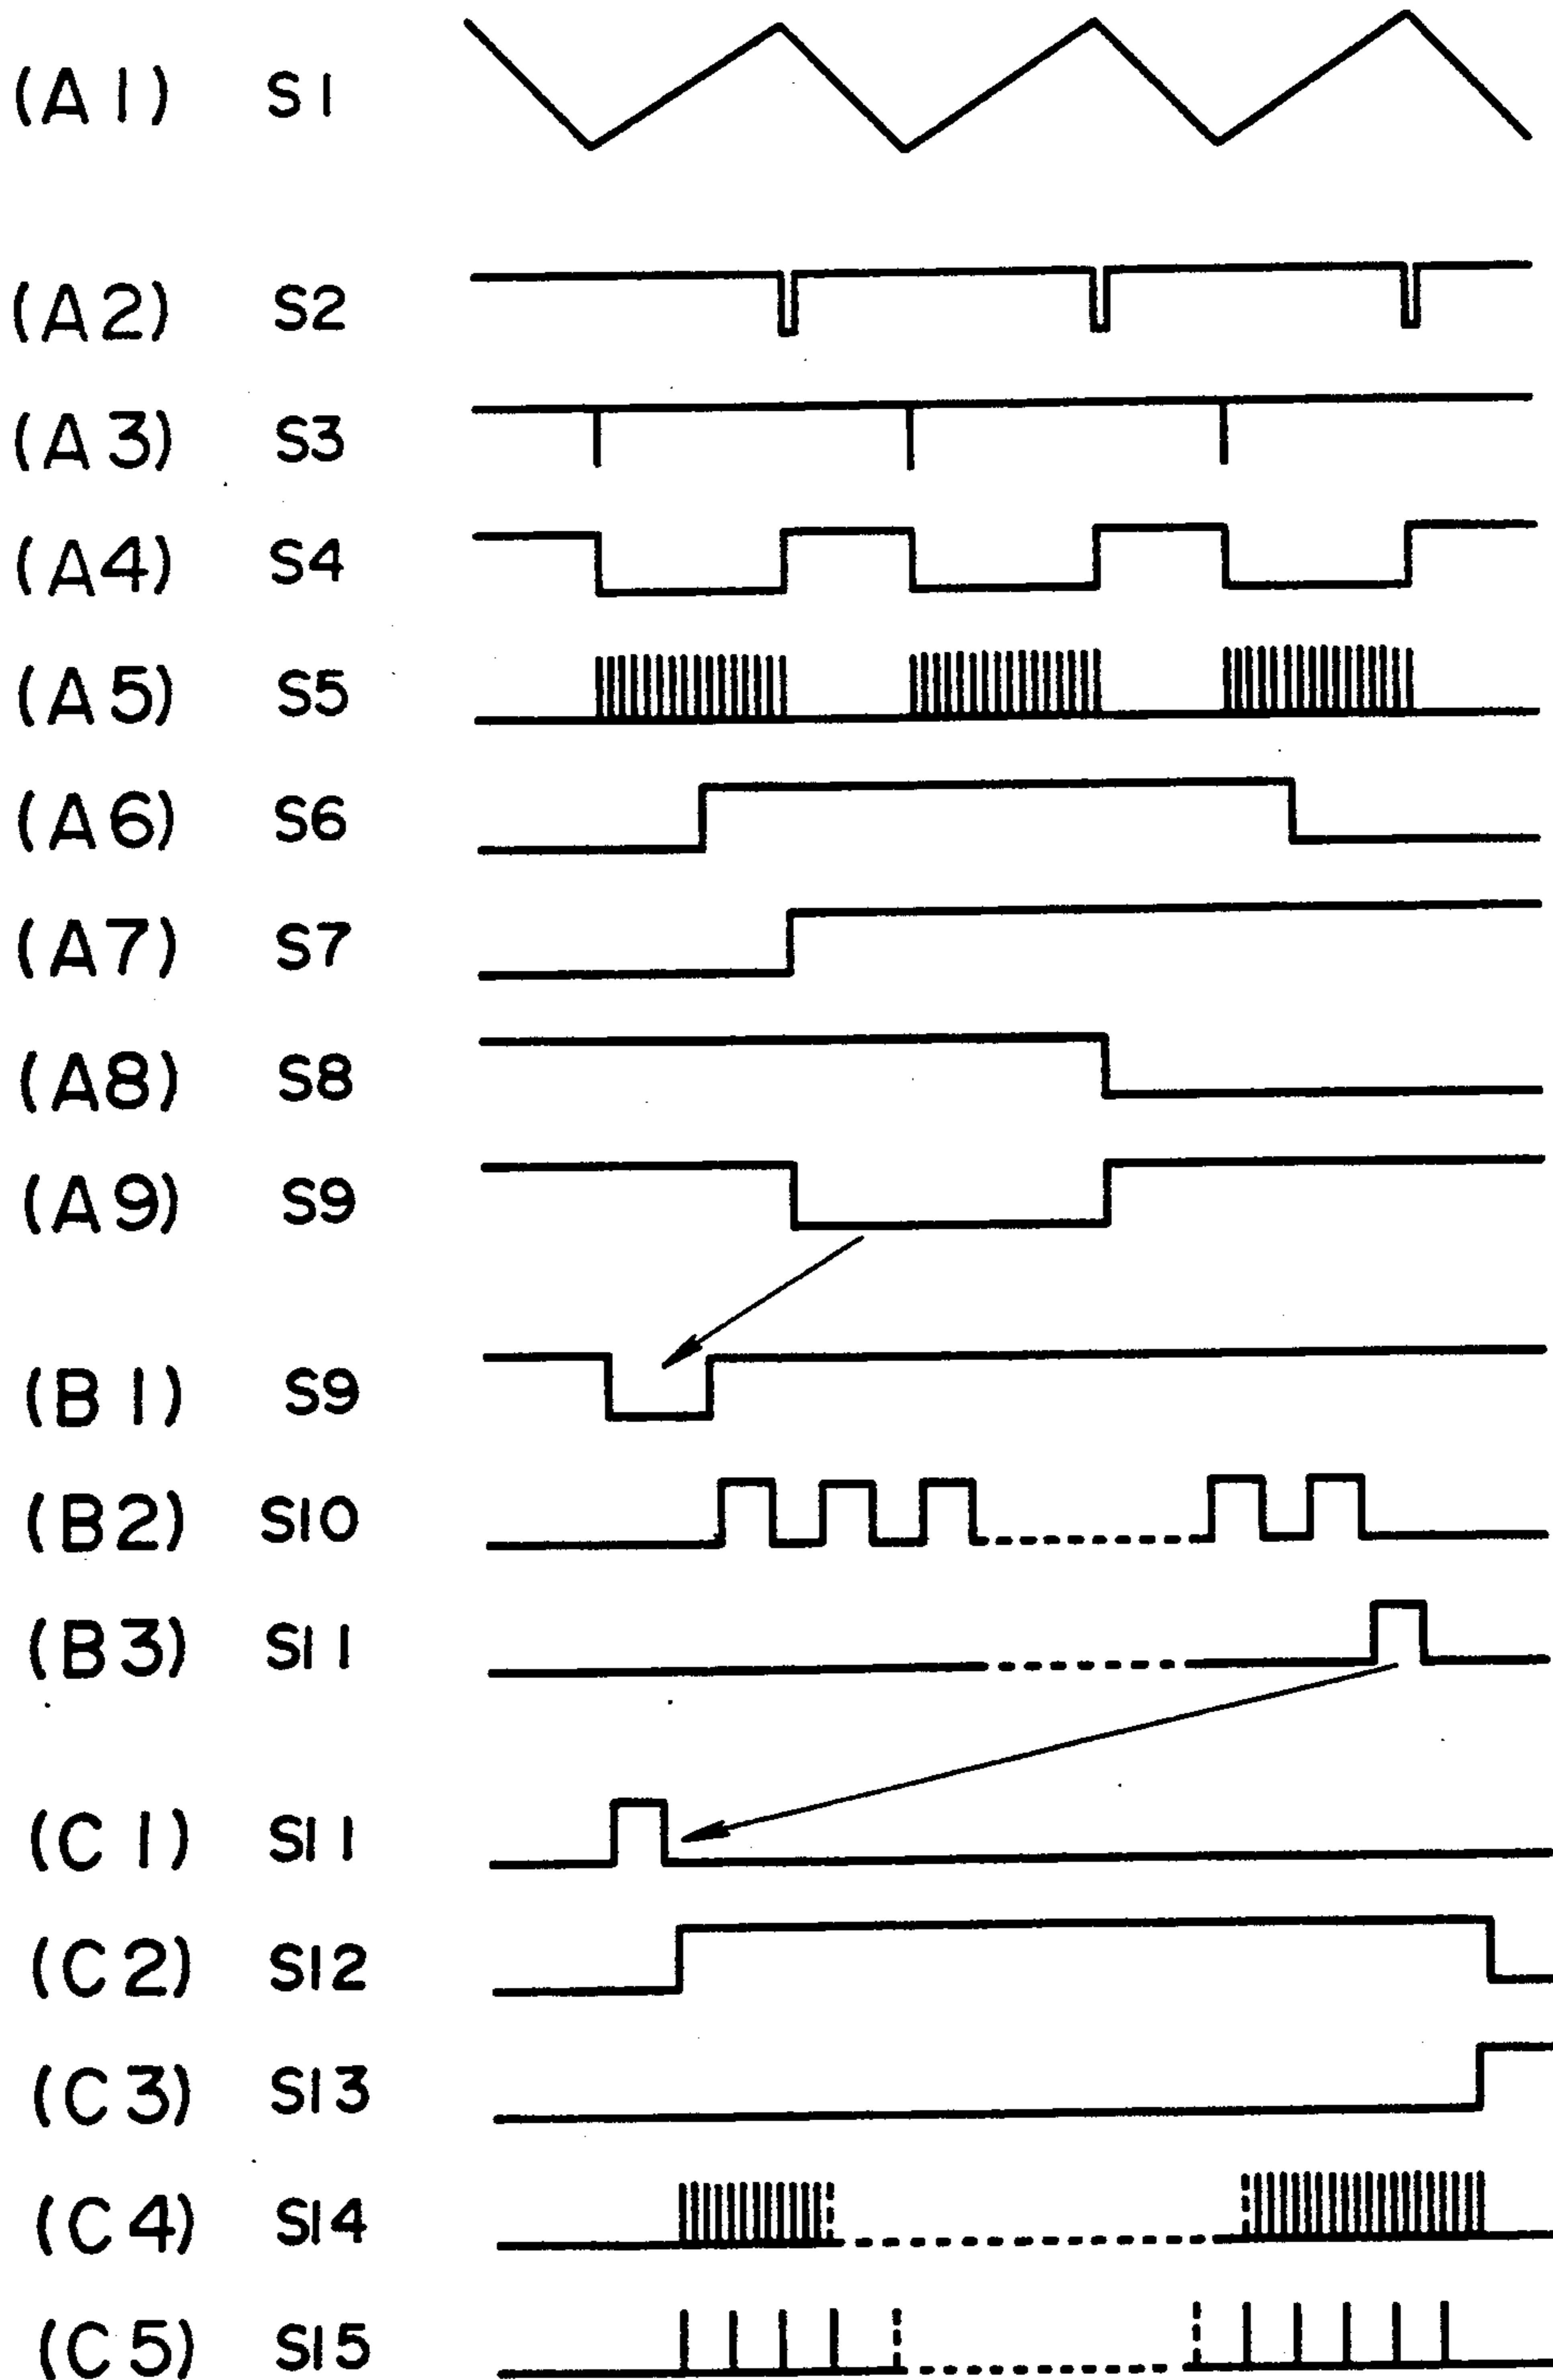 (A1) S1
(A2) S2
(A3) S3
(A4) S4
(A5) S5
(A6) S6
(A7) S7
(A8) S8
(A9) S9
(B1) S9
(B2) S10
(B3) S11
(C1) S11
(C2) S12
(C3) S13
(C4) S14
(C5) S15